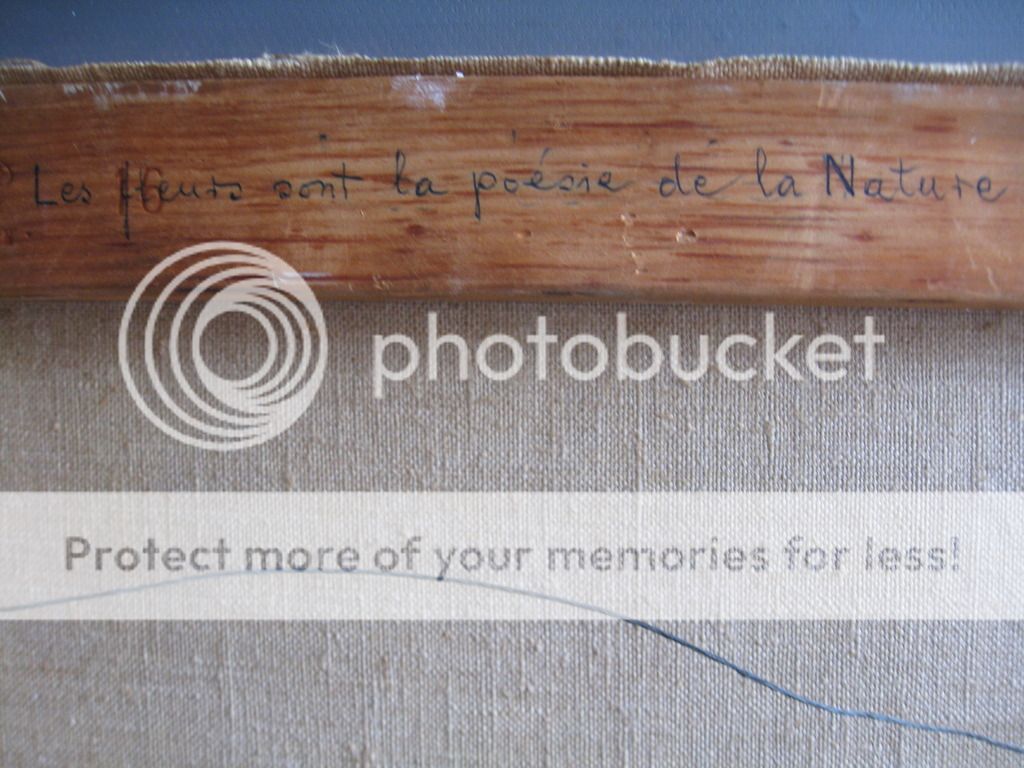 Les fleurs sont la poésie de la Nature
photobucket
Protect more of your memories for less!